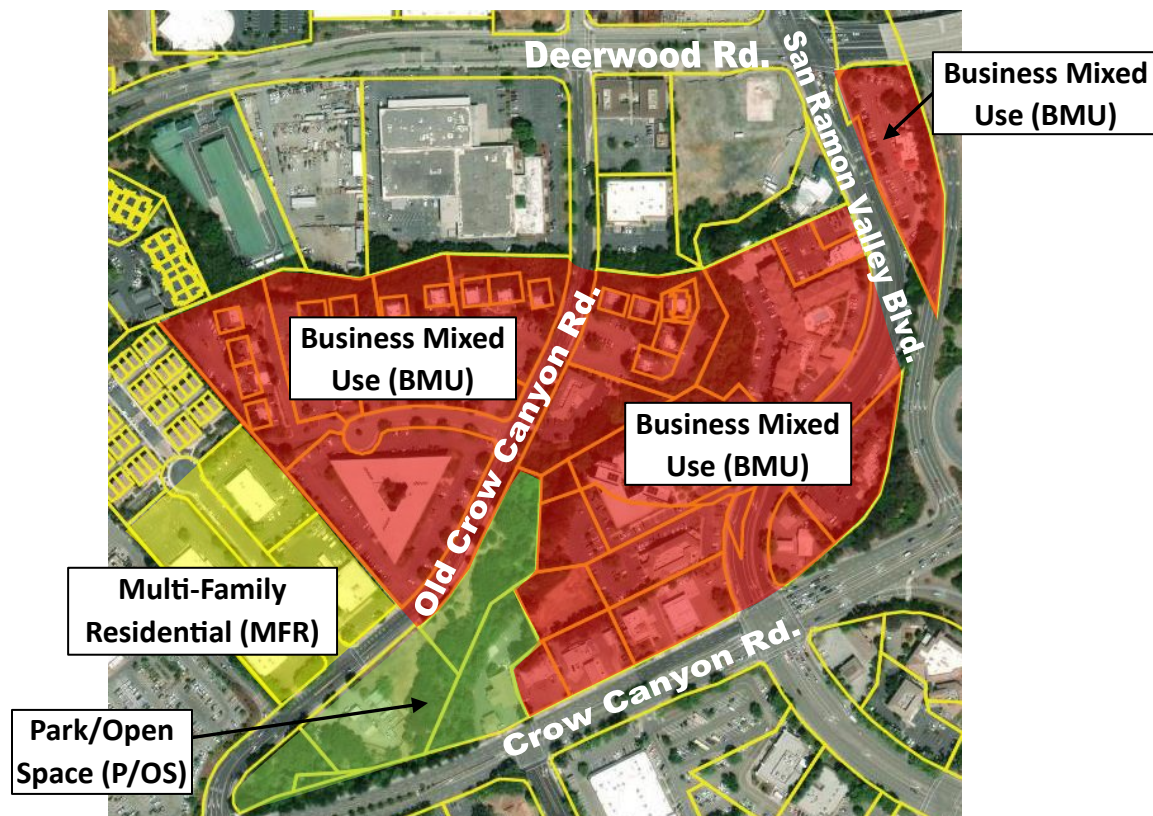 Deerwood Rd.
San Ramon Valley Blvd.
Business Mixed
Use (BMU)
Business Mixed
Use (BMU)
Old Crow Canyon Rd.
Business Mixed
Use (BMU)
Multi-Family
Residential (MFR)
Park/Open
Space (P/OS)
Crow Canyon Rd.